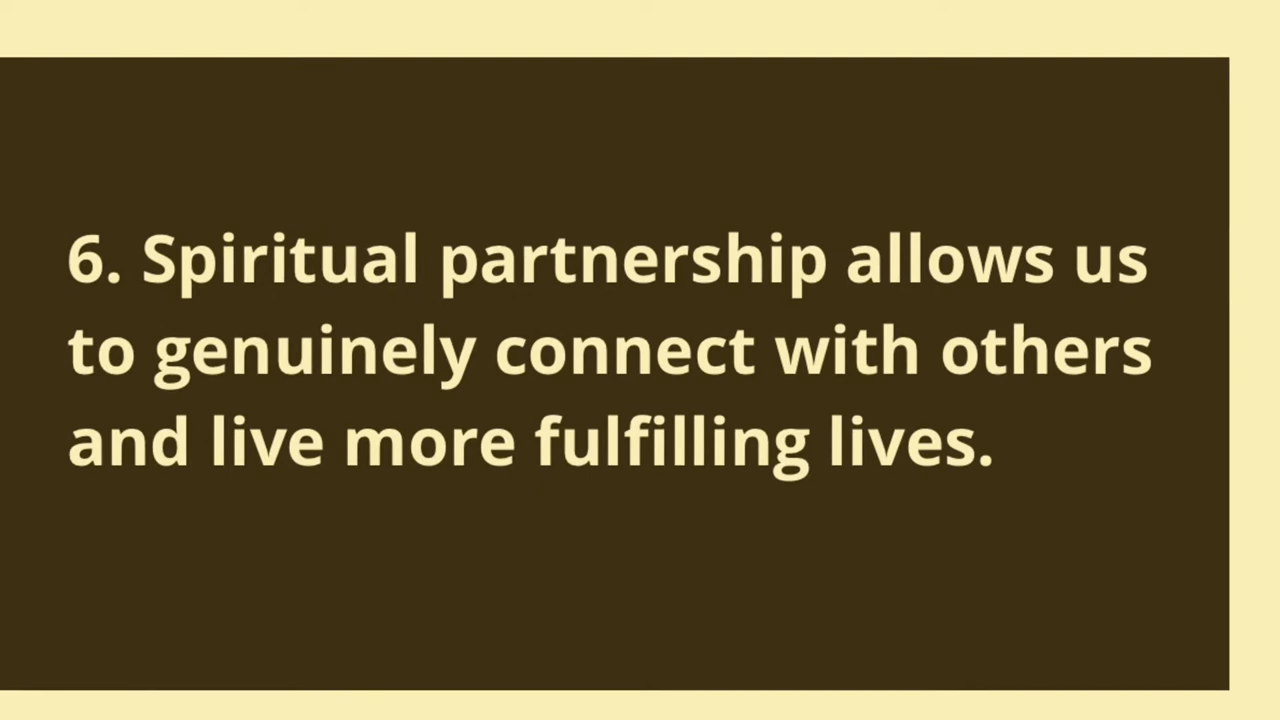 6. Spiritual partnership allows us
to genuinely connect with others
and live more fulfilling lives.